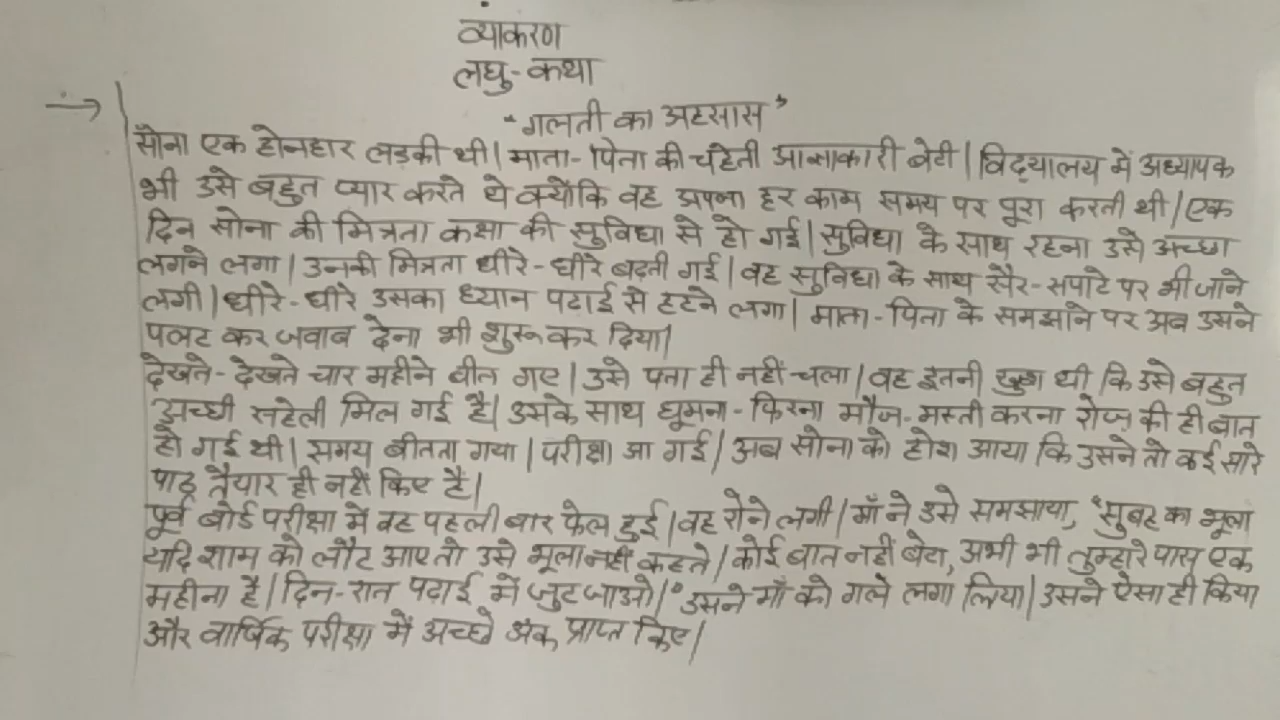 व्याकरण
लघु-कथा
→
"गलती का अहसास"
सोना एक होनहार लड़की थी। माता-पिता की चहेती आज्ञाकारी बेटी। विद्यालय में अध्यापक
भी उसे बहुत प्यार करते थे क्योंकि वह अपना हर काम समय पर पूरा करती थी। एक
दिन सोना की मित्रता कक्षा की सुविधा से हो गई। सुविधा के साथ रहना उसे अच्छा
लगने लगा। उनकी मित्रता धीरे-धीरे बढ़ती गई। वह सुविधा के साथ सैर-सपाटे पर भी जाने
लगी। धीरे-धीरे उसका ध्यान पढ़ाई से हटने लगा। माता-पिता के समझाने पर अब उसने
पलट कर जवाब देना भी शुरू कर दिया।
देखते-देखते चार महीने बीत गए। उसे पता ही नहीं चला। वह इतनी खुश थी कि उसे बहुत
अच्छी सहेली मिल गई है। उसके साथ घूमना-फिरना मौज-मस्ती करना रोज की ही बात
हो गई थी। समय बीतता गया। परीक्षा आ गई। अब सोना को होश आया कि उसने तो कई सारे
पाठ तैयार ही नहीं किए है।
पूर्व बोर्ड परीक्षा में वह पहली बार फेल हुई। वह रोने लगी। माँ ने उसे समझाया, "सुबह का भूला
यदि शाम को लौट आए तो उसे भूला नहीं कहते। कोई बात नहीं बेटा, अभी भी तुम्हारे पास एक
महीना है। दिन-रात पढ़ाई में जुट जाओ।" उसने माँ को गले लगा लिया। उसने ऐसा ही किया
और वार्षिक परीक्षा में अच्छे अंक प्राप्त किए।